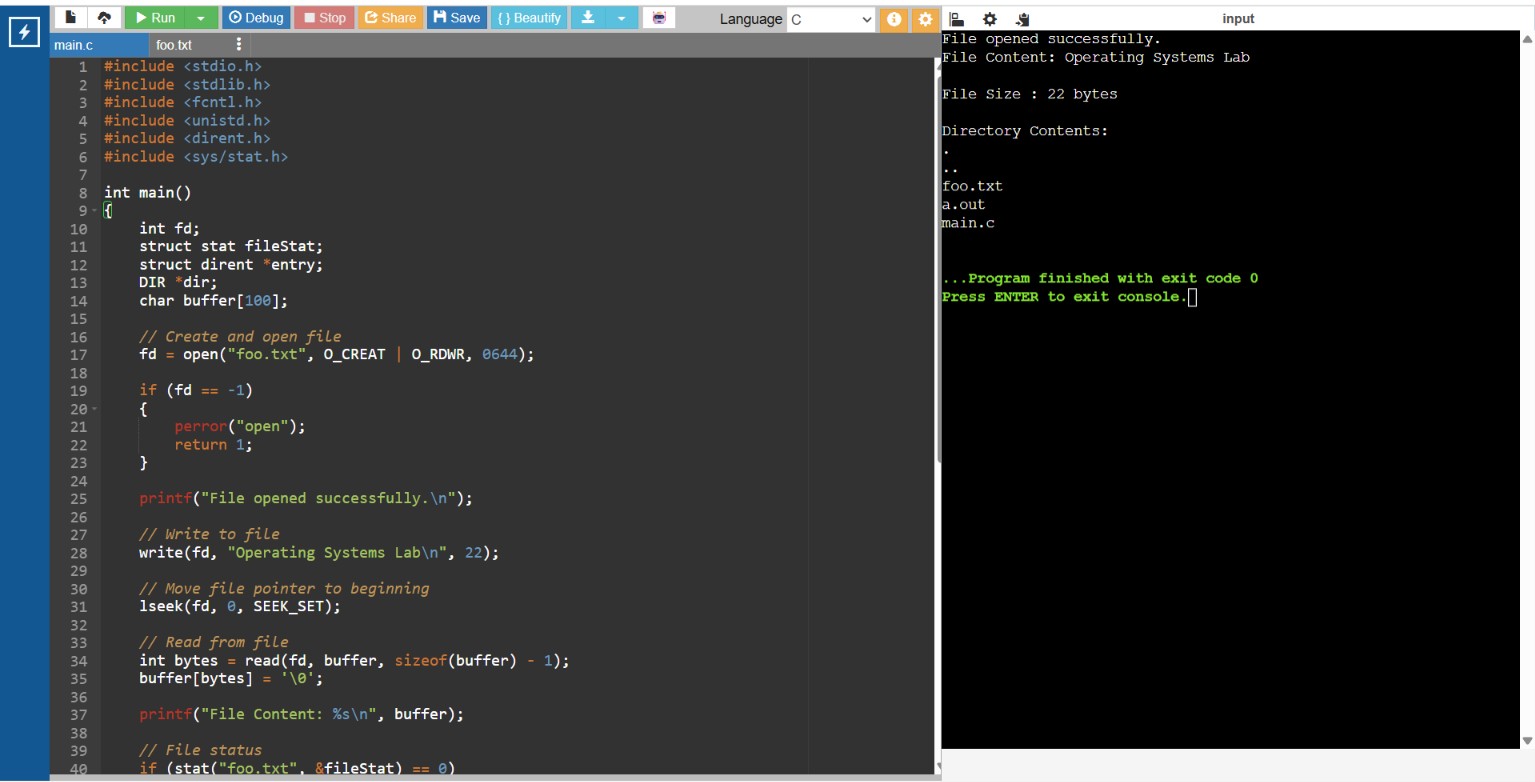 Run Debug Stop Share Save { } Beautify Language C
main.c foo.txt
1 #include <stdio.h>
2 #include <stdlib.h>
3 #include <fcntl.h>
4 #include <unistd.h>
5 #include <dirent.h>
6 #include <sys/stat.h>
7
8 int main()
9 {
10     int fd;
11     struct stat fileStat;
12     struct dirent *entry;
13     DIR *dir;
14     char buffer[100];
15
16     // Create and open file
17     fd = open("foo.txt", O_CREAT | O_RDWR, 0644);
18
19     if (fd == -1)
20     {
21         perror("open");
22         return 1;
23     }
24
25     printf("File opened successfully.\n");
26
27     // Write to file
28     write(fd, "Operating Systems Lab\n", 22);
29
30     // Move file pointer to beginning
31     lseek(fd, 0, SEEK_SET);
32
33     // Read from file
34     int bytes = read(fd, buffer, sizeof(buffer) - 1);
35     buffer[bytes] = '\0';
36
37     printf("File Content: %s\n", buffer);
38
39     // File status
40     if (stat("foo.txt", &fileStat) == 0)
input
File opened successfully.
File Content: Operating Systems Lab
File Size : 22 bytes
Directory Contents:
.
..
foo.txt
a.out
main.c
...Program finished with exit code 0
Press ENTER to exit console.